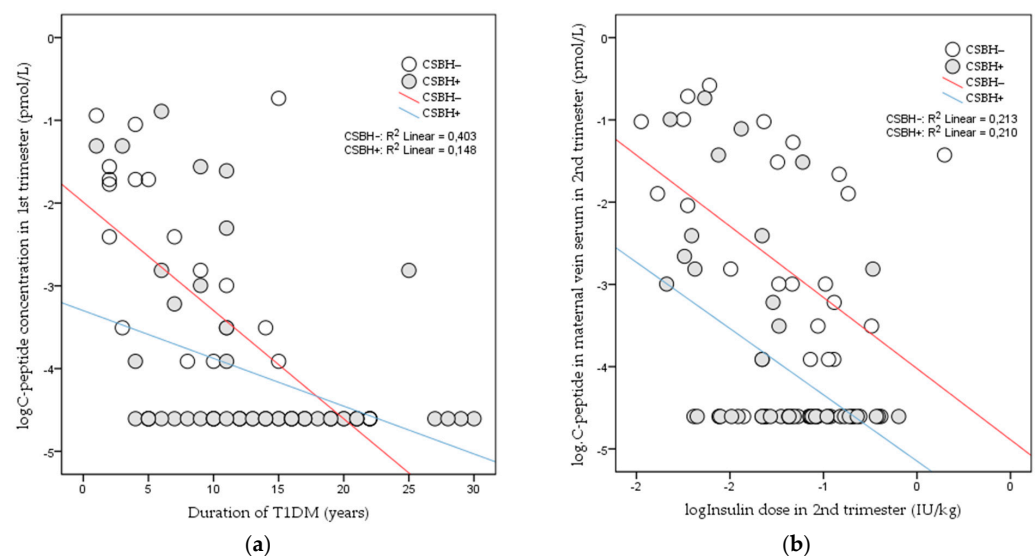 logC-peptide concentration in 1st trimester (pmol/L)
0
-1
-2
-3
-4
-5
CSBH−
CSBH+
CSBH−
CSBH+
CSBH−: R2 Linear = 0,403
CSBH+: R2 Linear = 0,148
0 5 10 15 20 25 30
Duration of T1DM (years)
(a)
log.C-peptide in maternal vein serum in 2nd trimester (pmol/L)
0
-1
-2
-3
-4
-5
CSBH−
CSBH+
CSBH−
CSBH+
CSBH−: R2 Linear = 0,213
CSBH+: R2 Linear = 0,210
-2 -2 -1 -1 0 0
logInsulin dose in 2nd trimester (IU/kg)
(b)